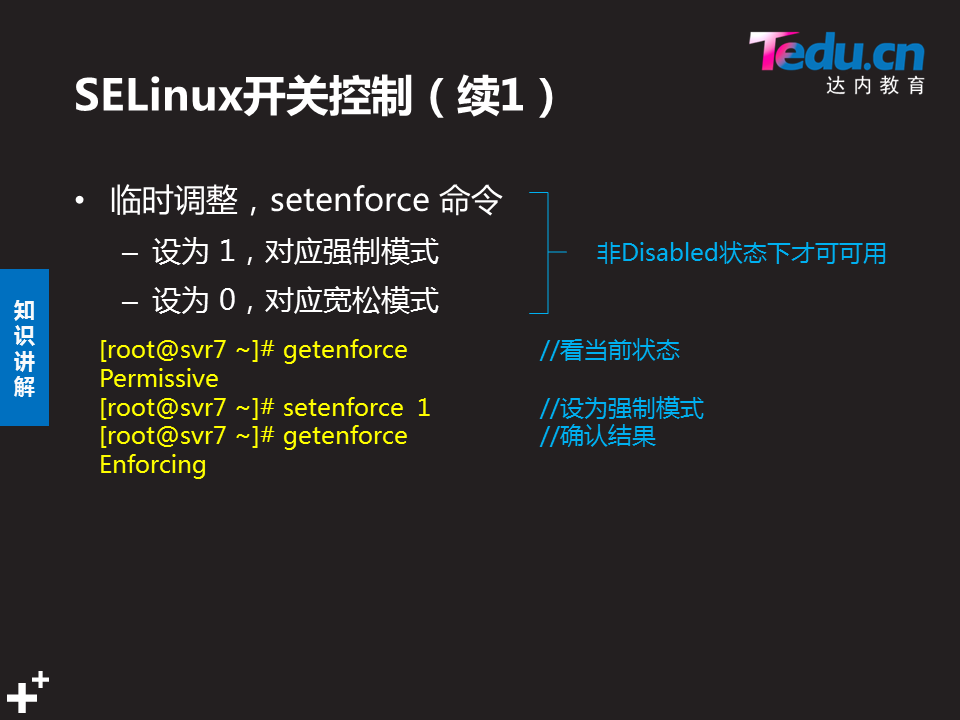 Tedu.cn
达内教育
SELinux开关控制（续1）
• 临时调整，setenforce 命令
– 设为 1，对应强制模式
– 设为 0，对应宽松模式
非Disabled状态下才可可用
知识讲解
[root@svr7 ~]# getenforce //看当前状态
Permissive
[root@svr7 ~]# setenforce 1 //设为强制模式
[root@svr7 ~]# getenforce //确认结果
Enforcing